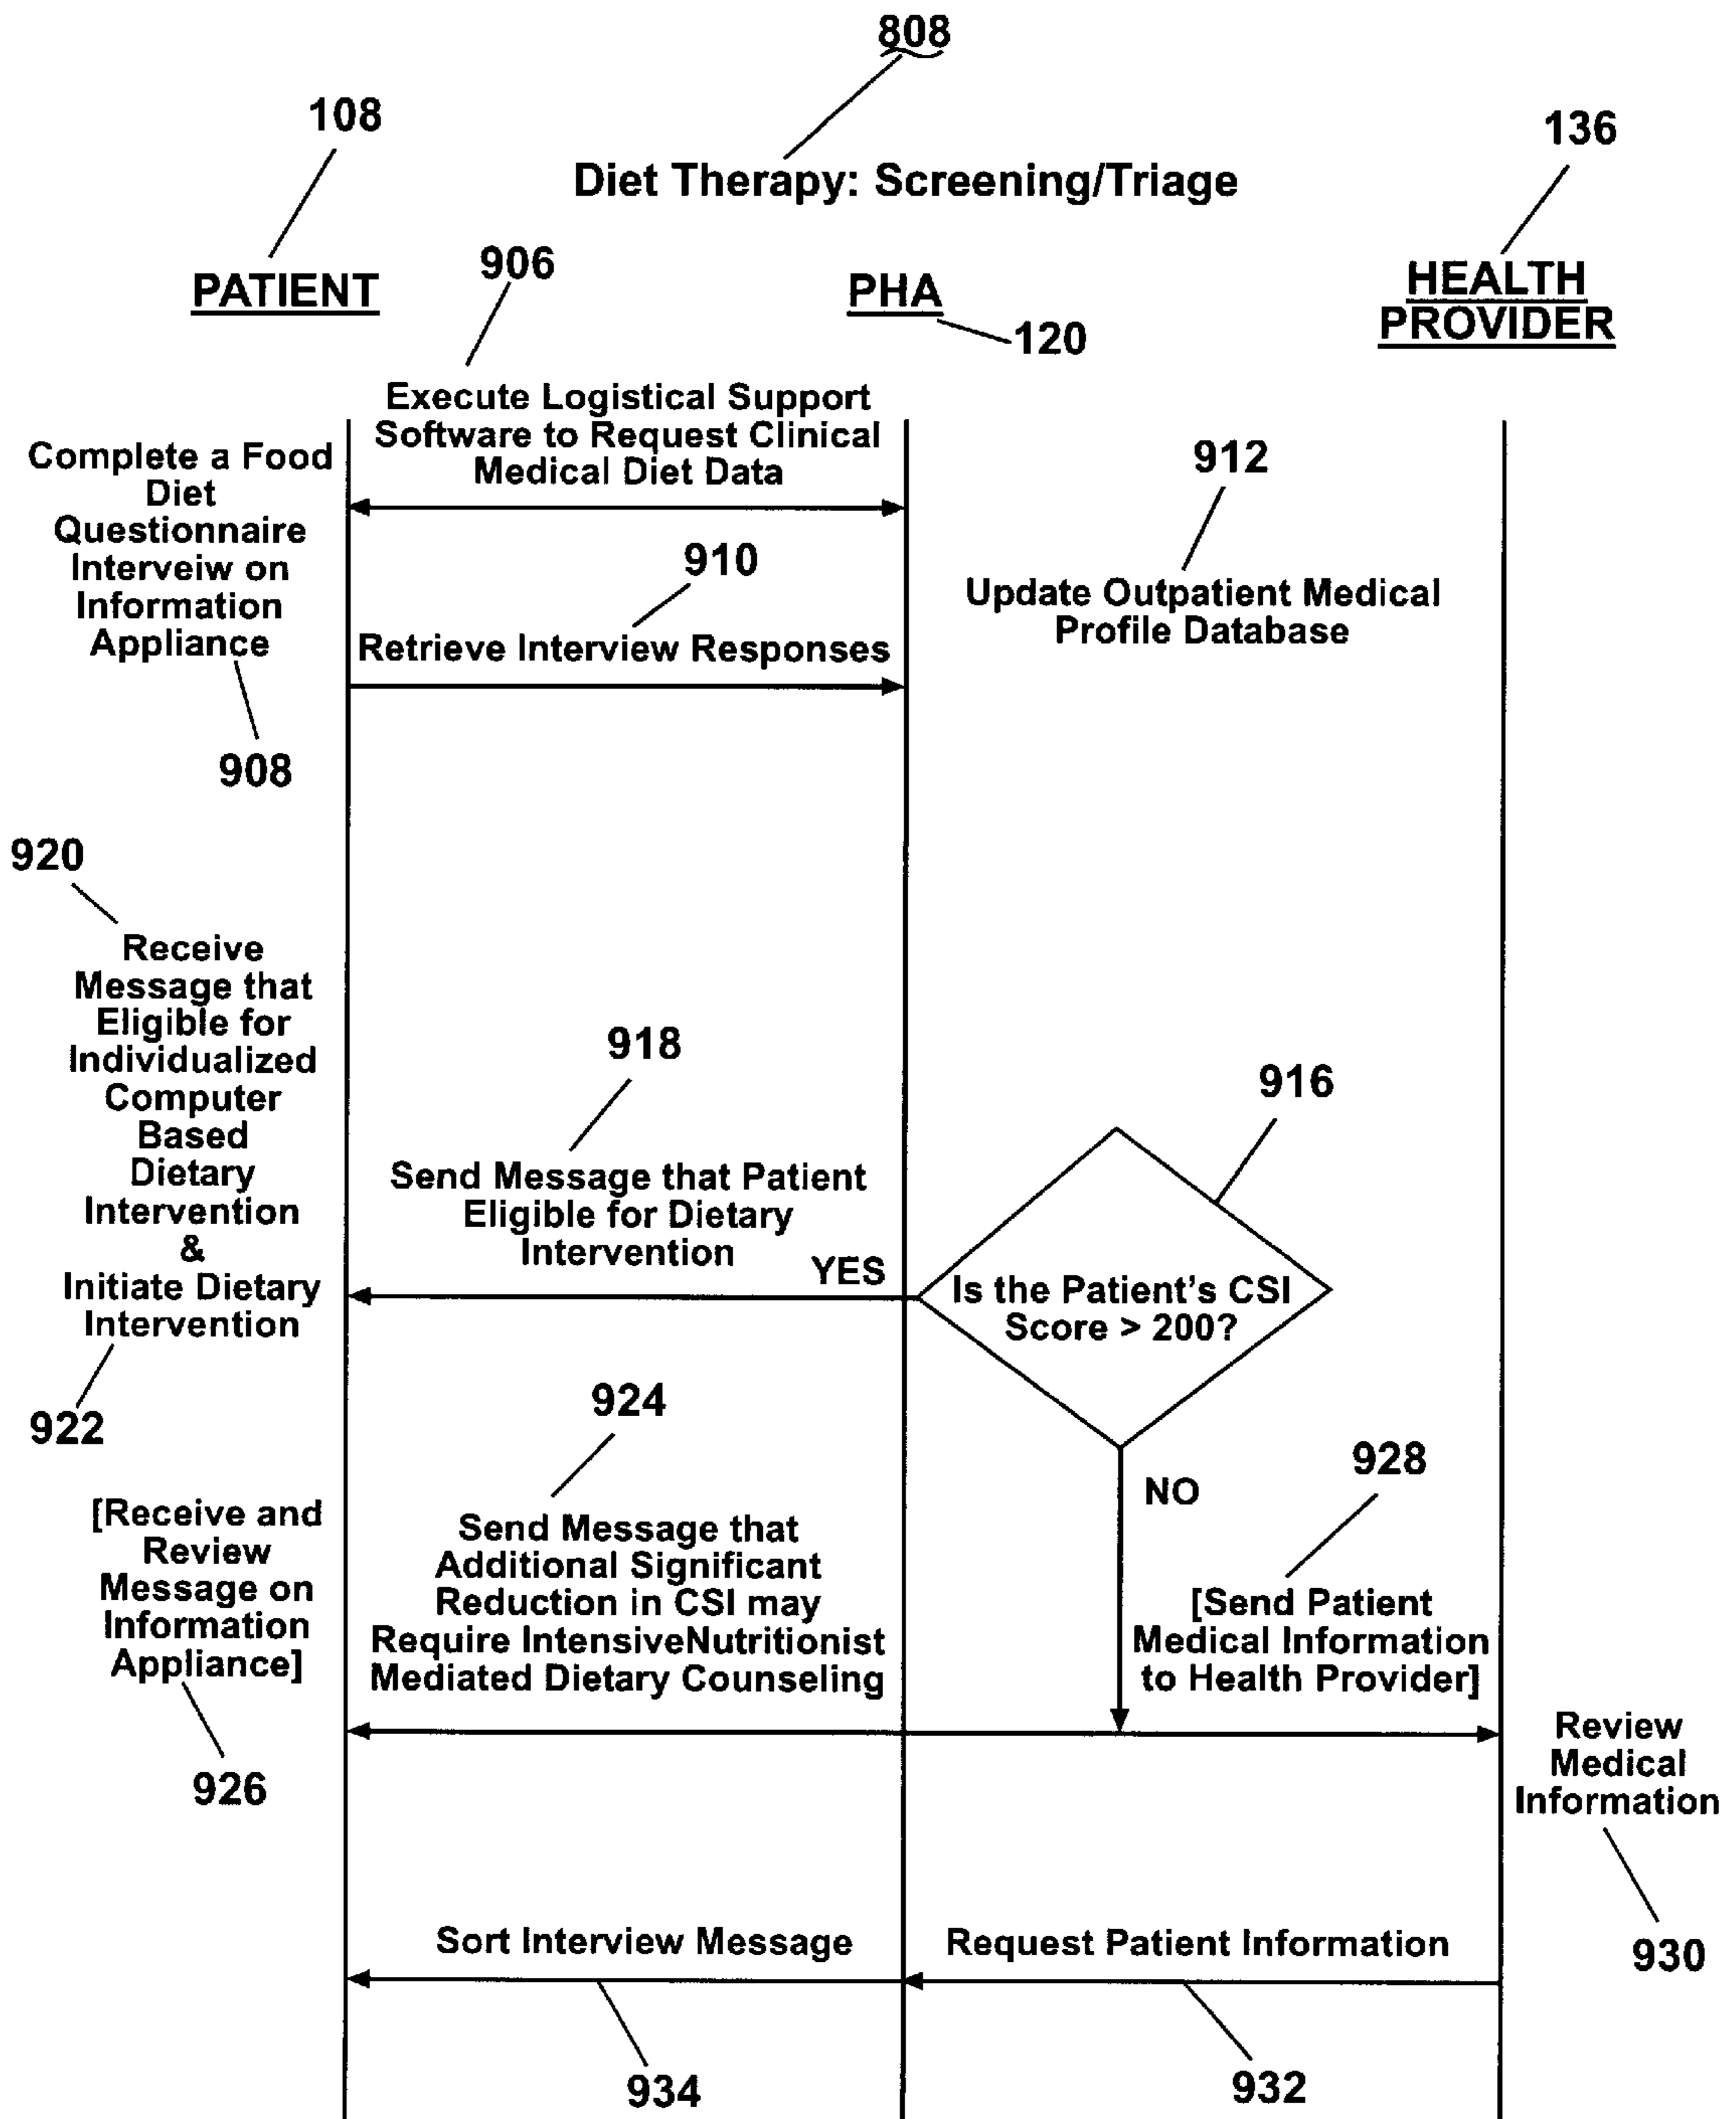 808
108
136
Diet Therapy: Screening/Triage
906
PATIENT
PHA
HEALTH
PROVIDER
120
Execute Logistical Support
Software to Request Clinical
Medical Diet Data
Complete a Food
Diet
Questionnaire
Interveiw on
Information
Appliance
912
910
Update Outpatient Medical
Profile Database
Retrieve Interview Responses
908
920
Receive
Message that
Eligible for
Individualized
Computer
Based
Dietary
Intervention
&
Initiate Dietary
Intervention
918
916
Send Message that Patient
Eligible for Dietary
Intervention
YES
Is the Patient's CSI
Score > 200?
922
924
928
NO
[Receive and
Review
Message on
Information
Appliance]
Send Message that
Additional Significant
Reduction in CSI may
Require IntensiveNutritionist
Mediated Dietary Counseling
[Send Patient
Medical Information
to Health Provider]
926
Review
Medical
Information
Sort Interview Message
Request Patient Information
930
934
932